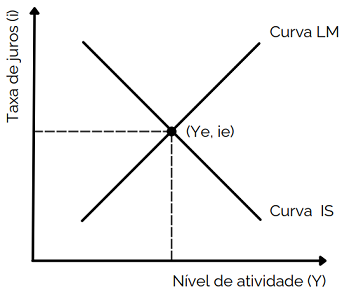 Taxa de juros (i)
Curva LM
(Ye, ie)
Curva IS
Nível de atividade (Y)